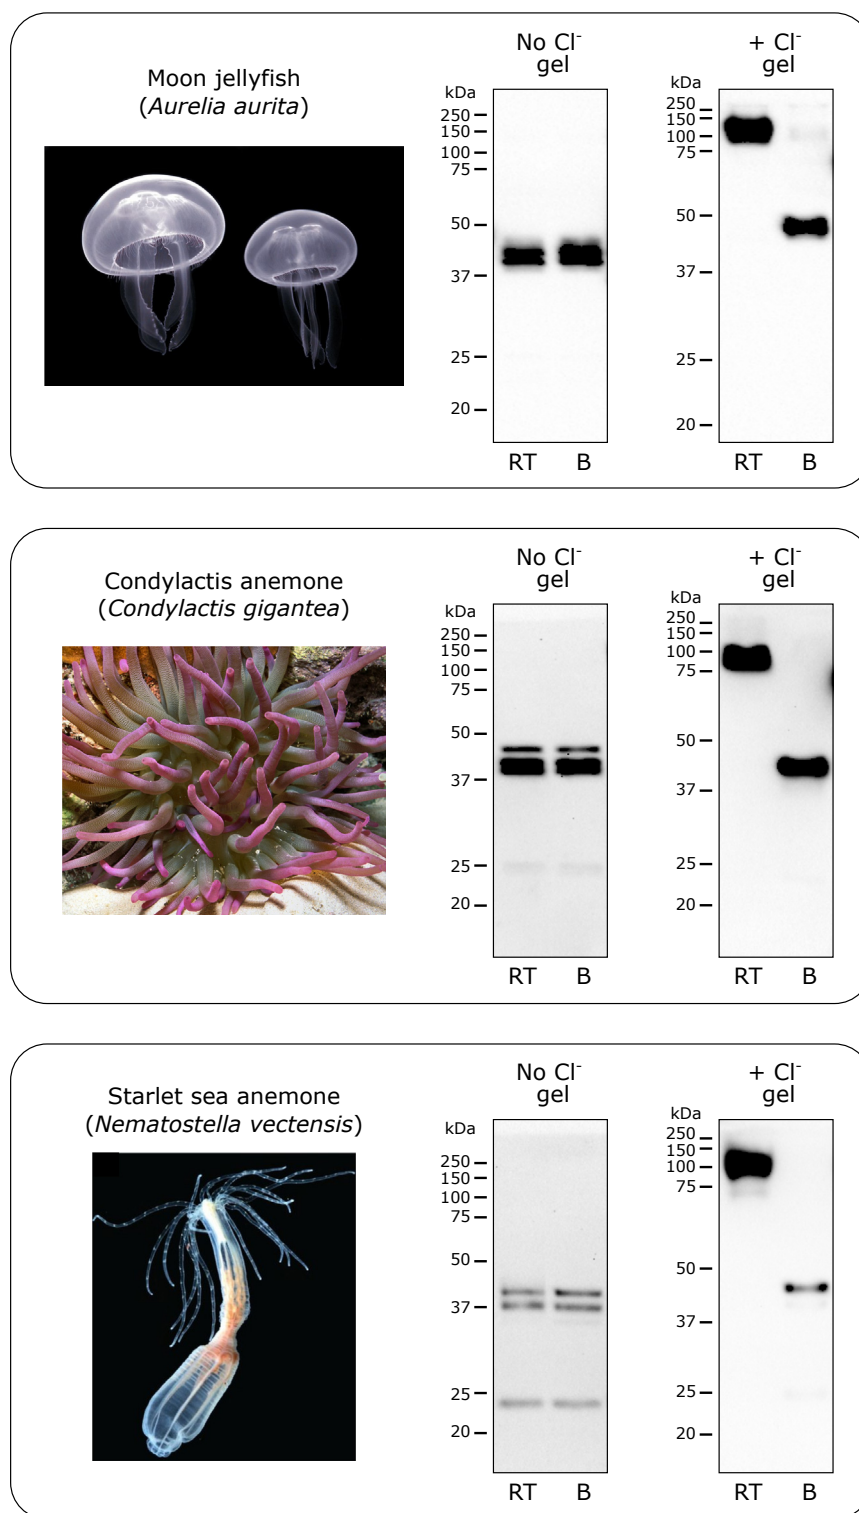 Moon jellyfish
(Aurelia aurita)
No Cl⁻
gel
+ Cl⁻
gel
kDa
250
150
100
75
50
37
25
20
RT B
kDa
250
150
100
75
50
37
25
20
RT B
Condylactis anemone
(Condylactis gigantea)
No Cl⁻
gel
+ Cl⁻
gel
kDa
250
150
100
75
50
37
25
20
RT B
kDa
250
150
100
75
50
37
25
20
RT B
Starlet sea anemone
(Nematostella vectensis)
No Cl⁻
gel
+ Cl⁻
gel
kDa
250
150
100
75
50
37
25
20
RT B
kDa
250
150
100
75
50
37
25
20
RT B